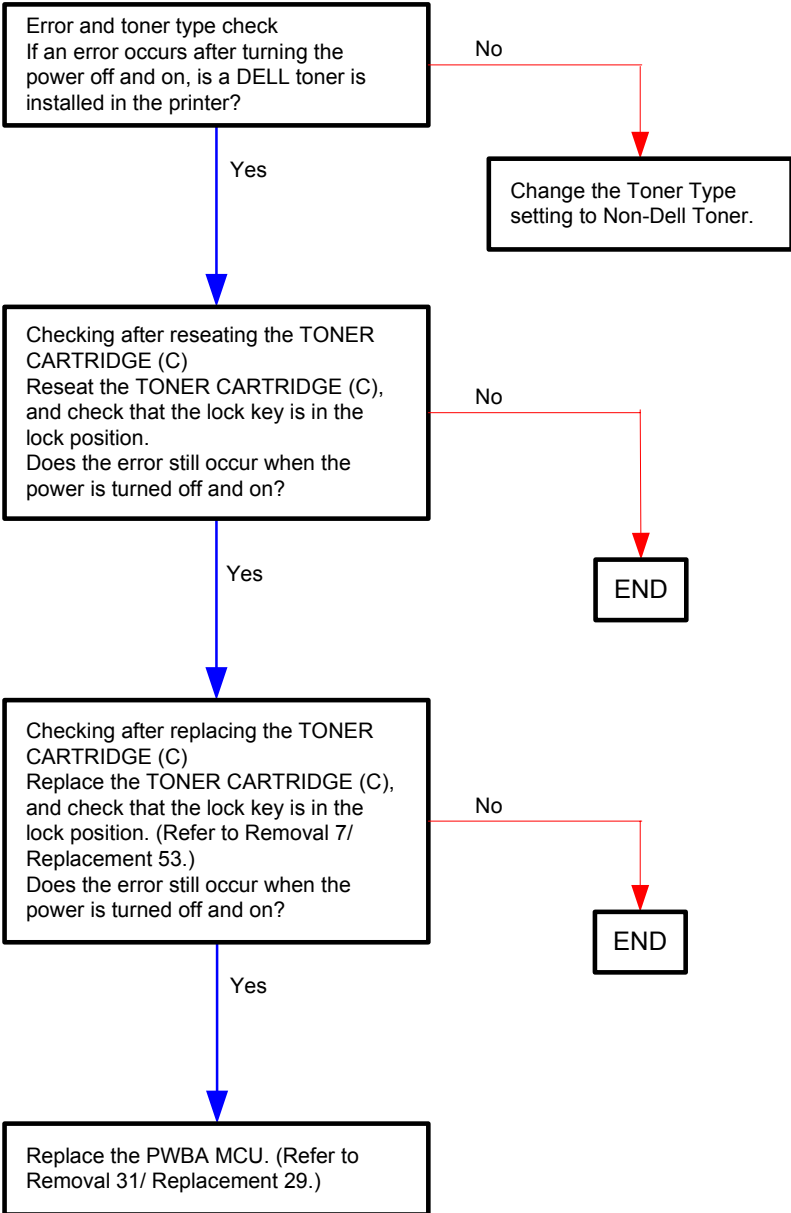 Error and toner type check
If an error occurs after turning the
power off and on, is a DELL toner is
installed in the printer?
No
Yes
Change the Toner Type
setting to Non-Dell Toner.
Checking after reseating the TONER
CARTRIDGE (C)
Reseat the TONER CARTRIDGE (C),
and check that the lock key is in the
lock position.
Does the error still occur when the
power is turned off and on?
No
Yes
END
Checking after replacing the TONER
CARTRIDGE (C)
Replace the TONER CARTRIDGE (C),
and check that the lock key is in the
lock position. (Refer to Removal 7/
Replacement 53.)
Does the error still occur when the
power is turned off and on?
No
END
Yes
Replace the PWBA MCU. (Refer to
Removal 31/ Replacement 29.)